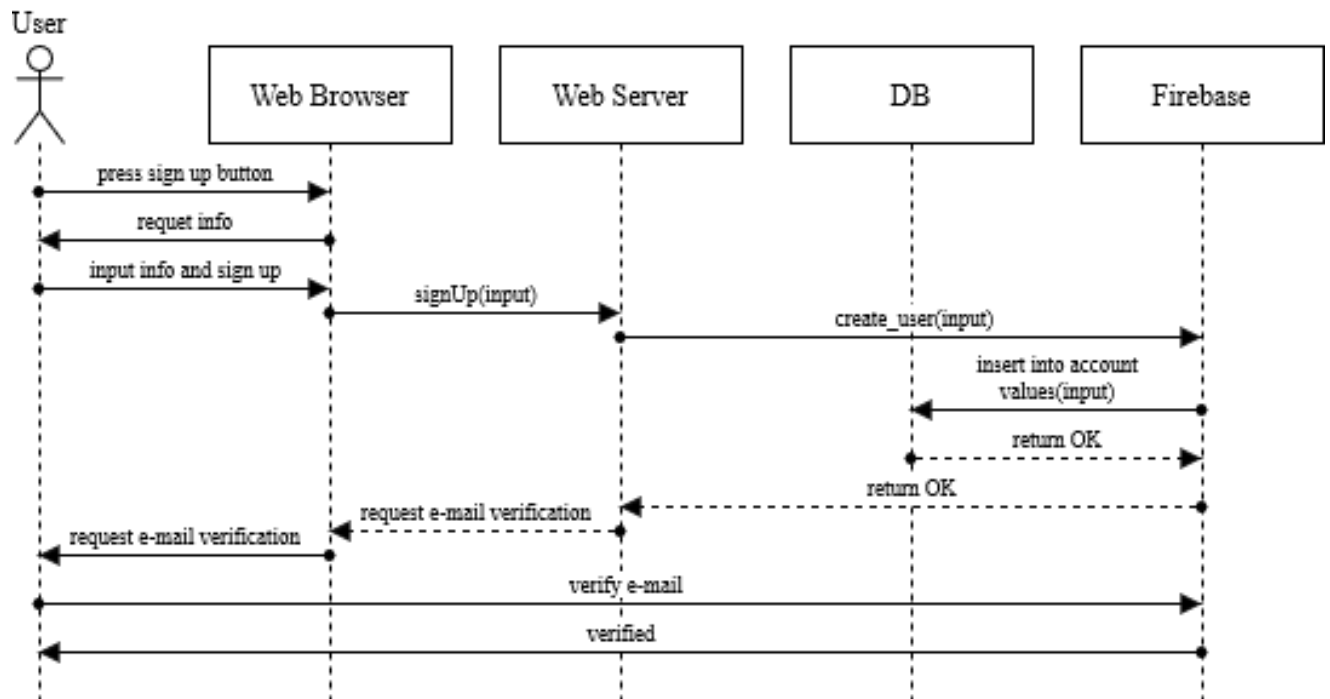 User
Web Browser
Web Server
DB
Firebase
press sign up button
requet info
input info and sign up
signUp(input)
create_user(input)
insert into account
values(input)
return OK
return OK
request e-mail verification
request e-mail verification
verify e-mail
verified